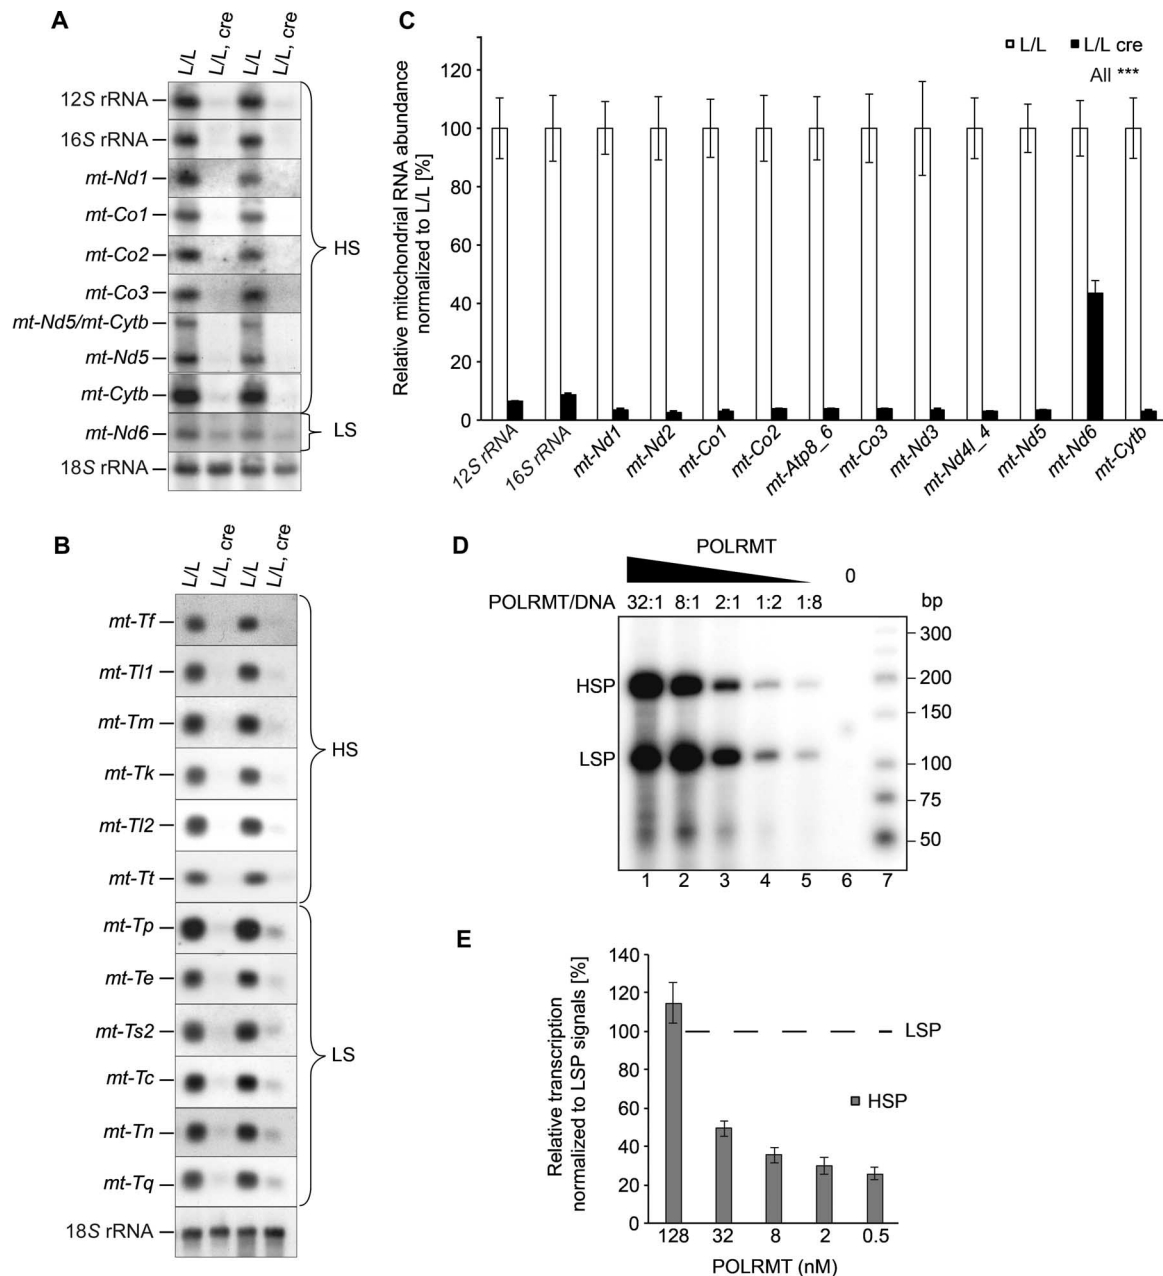 A
L/L
L/L, cre
L/L
L/L, cre
12S rRNA
16S rRNA
mt-Nd1
mt-Co1
mt-Co2
mt-Co3
mt-Nd5/mt-Cytb
mt-Nd5
mt-Cytb
mt-Nd6
18S rRNA
HS
LS
C
L/L
L/L cre
All ***
Relative mitochondrial RNA abundance
normalized to L/L [%]
120
100
80
60
40
20
0
12S rRNA
16S rRNA
mt-Nd1
mt-Nd2
mt-Co1
mt-Co2
mt-Atp8_6
mt-Co3
mt-Nd3
mt-Nd4l_4
mt-Nd5
mt-Nd6
mt-Cytb
B
L/L
L/L, cre
L/L
L/L, cre
mt-Tf
mt-Tl1
mt-Tm
mt-Tk
mt-Tl2
mt-Tt
mt-Tp
mt-Te
mt-Ts2
mt-Tc
mt-Tn
mt-Tq
18S rRNA
HS
LS
D
POLRMT
0
POLRMT/DNA 32:1 8:1 2:1 1:2 1:8 bp
HSP
LSP
300
200
150
100
75
50
1 2 3 4 5 6 7
E
Relative transcription
normalized to LSP signals [%]
140
120
100
80
60
40
20
0
LSP
HSP
128 32 8 2 0.5
POLRMT (nM)